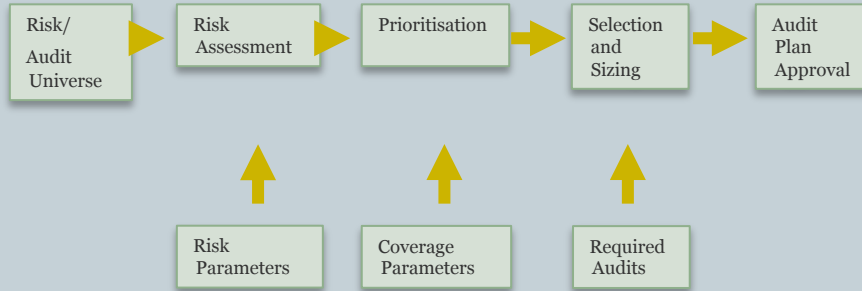 Risk/
Audit
Universe
Risk
Assessment
Prioritisation
Selection
and
Sizing
Audit
Plan
Approval
Risk
Parameters
Coverage
Parameters
Required
Audits